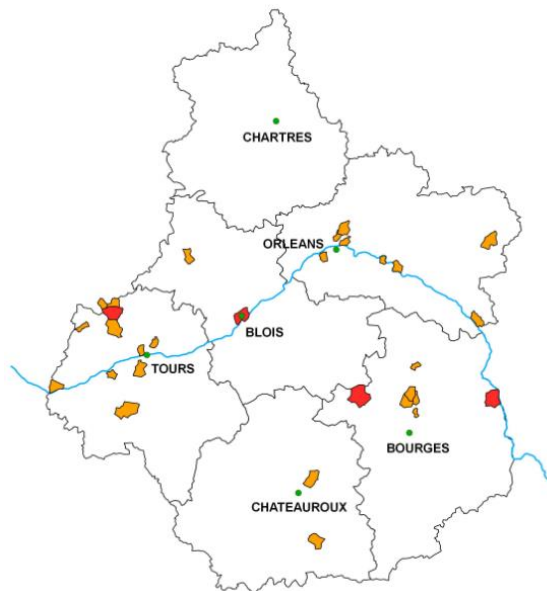 CHARTRES
ORLEANS
BLOIS
TOURS
BOURGES
CHATEAUROUX